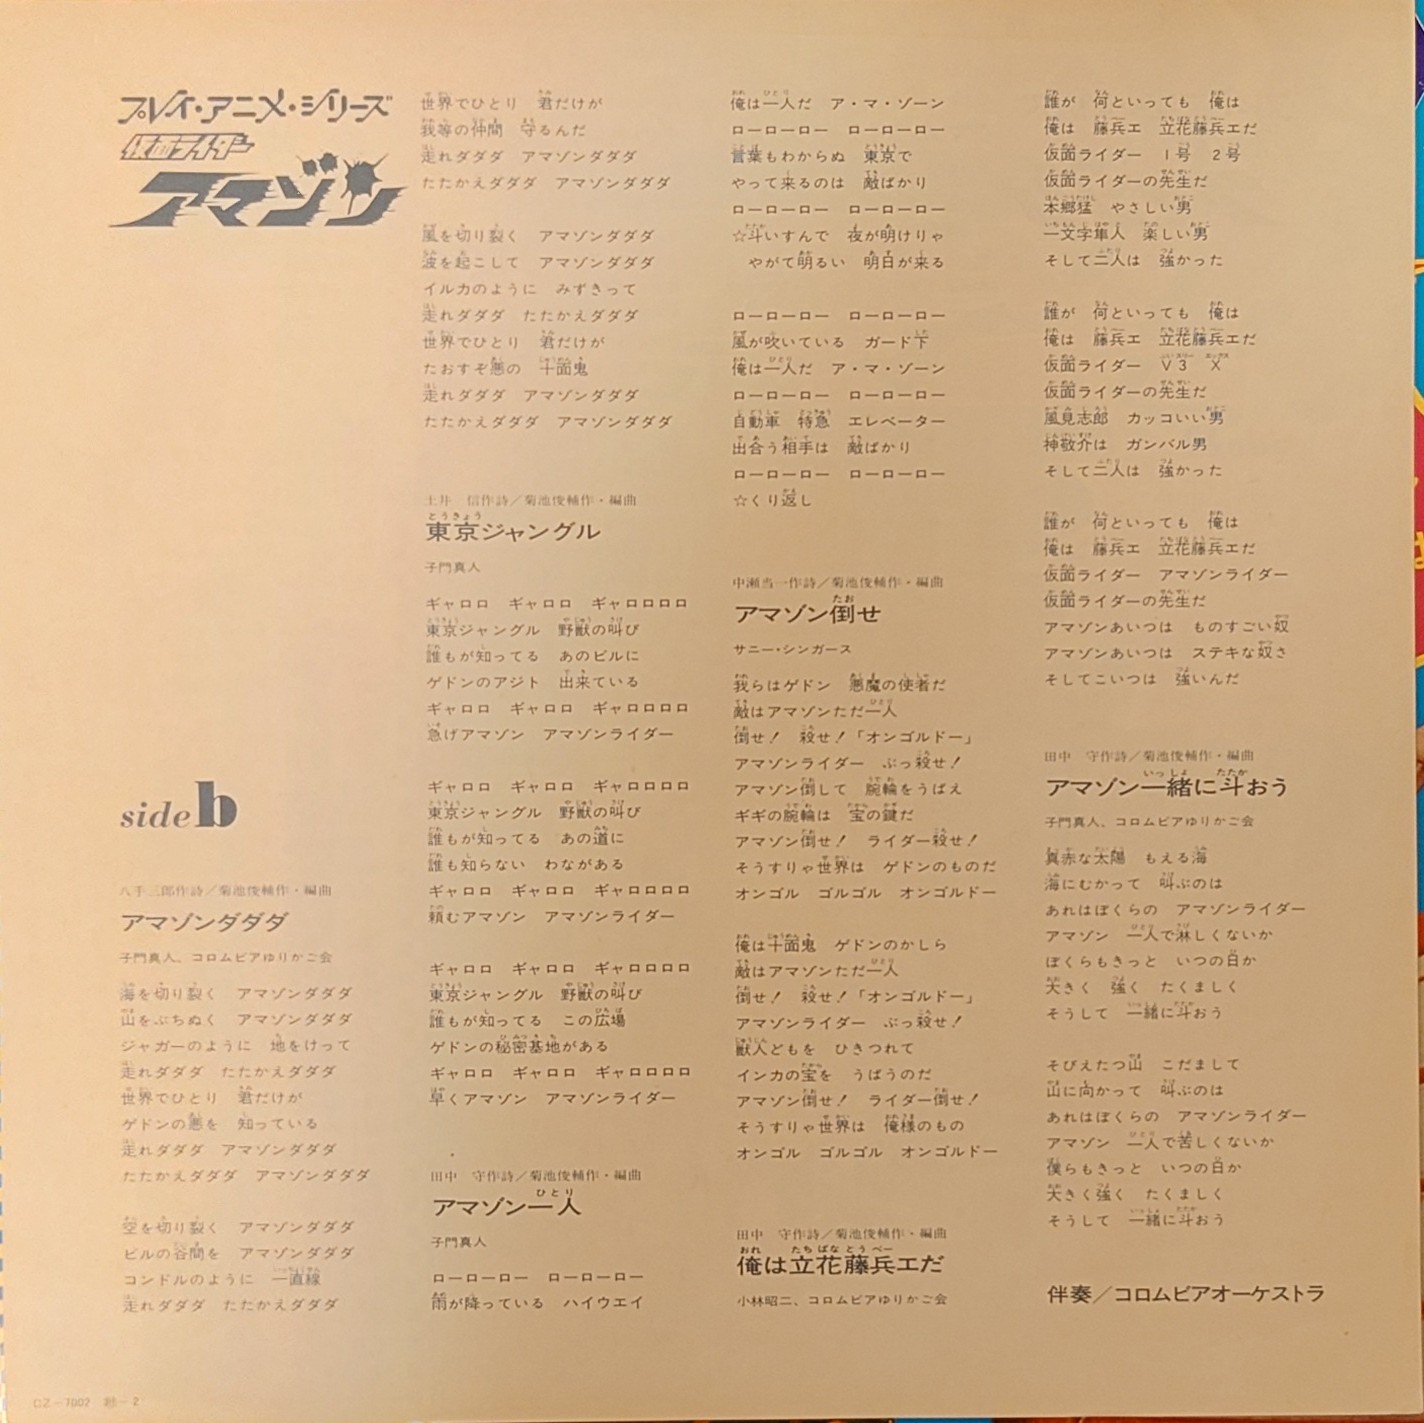 プレイ・アニメ・シリーズ
仮面ライダー
アマゾン
side b
八手三郎作詩／菊池俊輔作・編曲
アマゾンダダダ
子門真人、コロムビアゆりかご会
海を切り裂く　アマゾンダダダ
山をぶちぬく　アマゾンダダダ
ジャガーのように　地をけって
走れダダダ　たたかえダダダ
世界でひとり　君だけが
ゲドンの悪を　知っている
走れダダダ　アマゾンダダダ
たたかえダダダ　アマゾンダダダ
空を切り裂く　アマゾンダダダ
ビルの谷間を　アマゾンダダダ
コンドルのように　一直線
走れダダダ　たたかえダダダ
世界でひとり　君だけが
我等の仲間　守るんだ
走れダダダ　アマゾンダダダ
たたかえダダダ　アマゾンダダダ
風を切り裂く　アマゾンダダダ
波を起こして　アマゾンダダダ
イルカのように　みずきって
走れダダダ　たたかえダダダ
世界でひとり　君だけが
たおすぞ悪の　十面鬼
走れダダダ　アマゾンダダダ
たたかえダダダ　アマゾンダダダ
土井　信作詩／菊池俊輔作・編曲
東京ジャングル
子門真人
ギャロロ　ギャロロ　ギャロロロロ
東京ジャングル　野獣の叫び
誰もが知ってる　あのビルに
ゲドンのアジト　出来ている
ギャロロ　ギャロロ　ギャロロロロ
急げアマゾン　アマゾンライダー
ギャロロ　ギャロロ　ギャロロロロ
東京ジャングル　野獣の叫び
誰もが知ってる　あの道に
誰も知らない　わながある
ギャロロ　ギャロロ　ギャロロロロ
頼むアマゾン　アマゾンライダー
ギャロロ　ギャロロ　ギャロロロロ
東京ジャングル　野獣の叫び
誰もが知ってる　この広場
ゲドンの秘密基地がある
ギャロロ　ギャロロ　ギャロロロロ
早くアマゾン　アマゾンライダー
田中　守作詩／菊池俊輔作・編曲
アマゾン一人
子門真人
ローローロー　ローローロー
雨が降っている　ハイウエイ
俺は一人だ　ア・マ・ゾーン
ローローロー　ローローロー
言葉もわからぬ　東京で
やって来るのは　敵ばかり
ローローロー　ローローロー
☆斗いすんで　夜が明けりゃ
やがて明るい　明日が来る
ローローロー　ローローロー
風が吹いている　ガード下
俺は一人だ　ア・マ・ゾーン
ローローロー　ローローロー
自動車　特急　エレベーター
出合う相手は　敵ばかり
ローローロー　ローローロー
☆くり返し
中瀬当一作詩／菊池俊輔作・編曲
アマゾン倒せ
サニー・シンガース
我らはゲドン　悪魔の使者だ
敵はアマゾンただ一人
倒せ！　殺せ！「オンゴルドー」
アマゾンライダー　ぶっ殺せ！
アマゾン倒して　腕輪をうばえ
ギギの腕輪は　宝の鍵だ
アマゾン倒せ！　ライダー殺せ！
そうすりゃ世界は　ゲドンのものだ
オンゴル　ゴルゴル　オンゴルドー
俺は十面鬼　ゲドンのかしら
敵はアマゾンただ一人
倒せ！　殺せ！「オンゴルドー」
アマゾンライダー　ぶっ殺せ！
獣人どもを　ひきつれて
インカの宝を　うばうのだ
アマゾン倒せ！　ライダー倒せ！
そうすりゃ世界は　俺様のもの
オンゴル　ゴルゴル　オンゴルドー
田中　守作詩／菊池俊輔作・編曲
俺は立花藤兵エだ
小林昭二、コロムビアゆりかご会
誰が　何といっても　俺は
俺は　藤兵エ　立花藤兵エだ
仮面ライダー　1号　2号
仮面ライダーの先生だ
本郷猛　やさしい男
一文字隼人　楽しい男
そして二人は　強かった
誰が　何といっても　俺は
俺は　藤兵エ　立花藤兵エだ
仮面ライダー　V3　X
仮面ライダーの先生だ
風見志郎　カッコいい男
神敬介は　ガンバル男
そして二人は　強かった
誰が　何といっても　俺は
俺は　藤兵エ　立花藤兵エだ
仮面ライダー　アマゾンライダー
仮面ライダーの先生だ
アマゾンあいつは　ものすごい奴
アマゾンあいつは　ステキな奴さ
そしてこいつは　強いんだ
田中　守作詩／菊池俊輔作・編曲
アマゾン一緒に斗おう
子門真人、コロムビアゆりかご会
真赤な太陽　もえる海
海にむかって　叫ぶのは
あれはぼくらの　アマゾンライダー
アマゾン　一人で淋しくないか
ぼくらもきっと　いつの日か
大きく　強く　たくましく
そうして　一緒に斗おう
そびえたつ山　こだまして
山に向かって　叫ぶのは
あれはぼくらの　アマゾンライダー
アマゾン　一人で苦しくないか
僕らもきっと　いつの日か
大きく強く　たくましく
そうして　一緒に斗おう
伴奏／コロムビアオーケストラ
CZ－7002